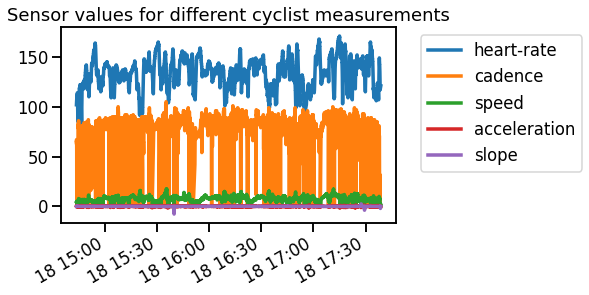 Sensor values for different cyclist measurements
150
100
50
0
18 15:00
18 15:30
18 16:00
18 16:30
18 17:00
18 17:30
heart-rate
cadence
speed
acceleration
slope